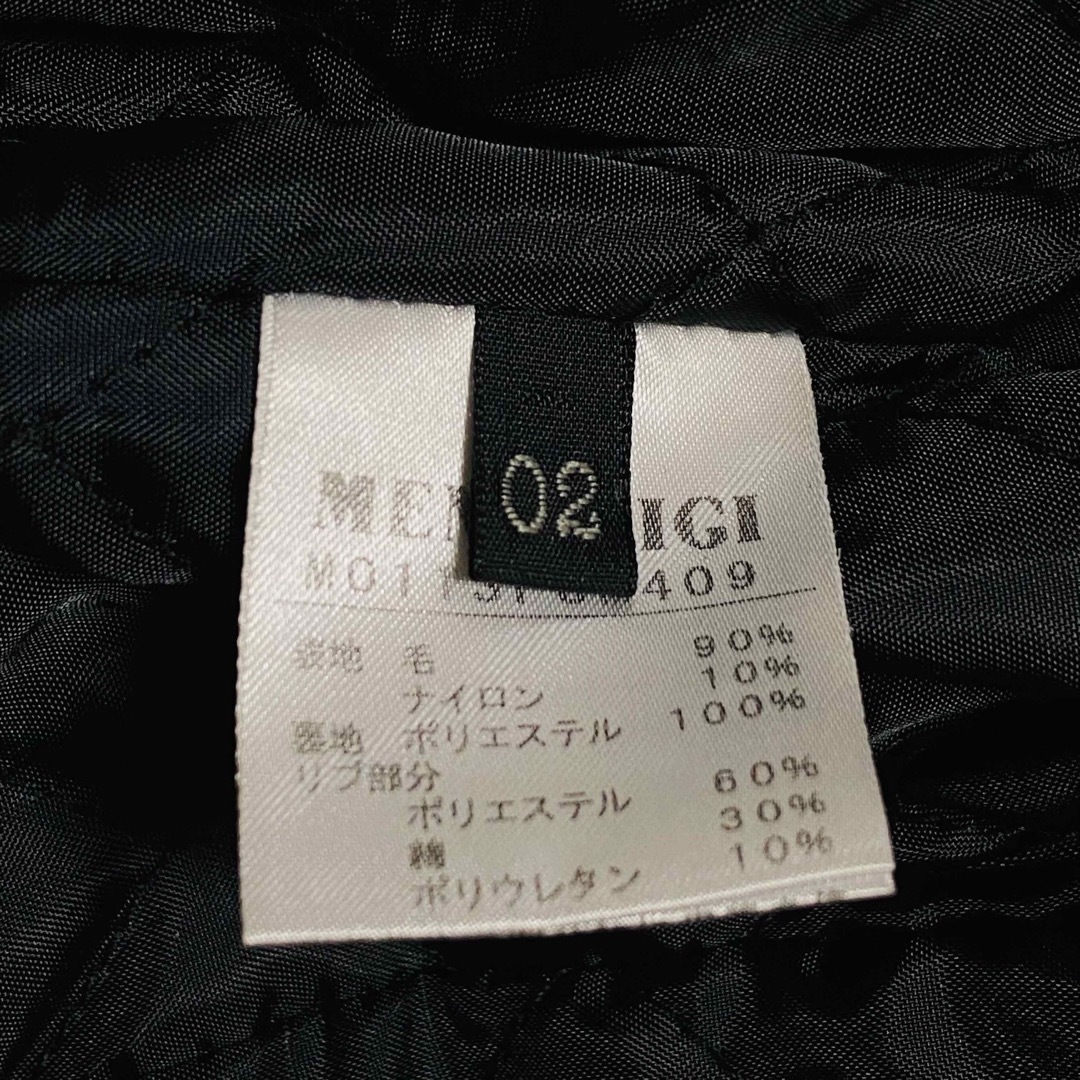 02
IGI
409
表地 毛 90%
ナイロン 10%
裏地 ポリエステル 100%
リブ部分
ポリエステル 60%
綿 30%
ポリウレタン 10%